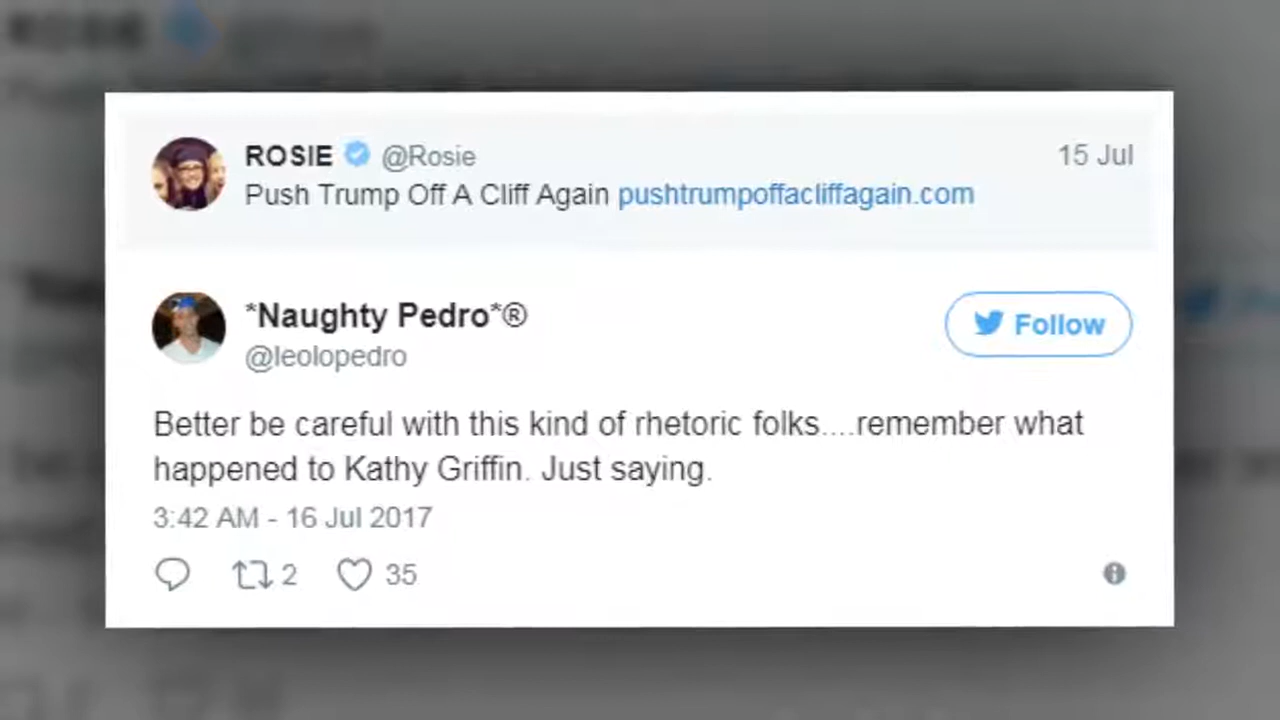 ROSIE @Rosie 15 Jul
Push Trump Off A Cliff Again pushtrumpoffacliffagain.com
*Naughty Pedro*®
@leolopedro
Follow
Better be careful with this kind of rhetoric folks....remember what
happened to Kathy Griffin. Just saying.
3:42 AM - 16 Jul 2017
2 35